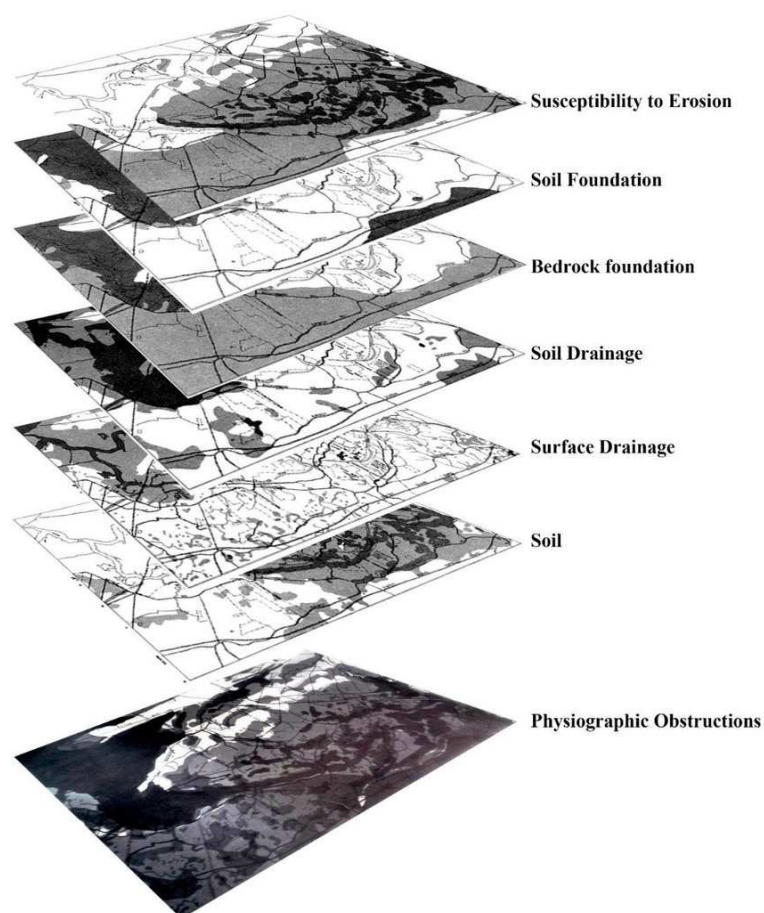 Susceptibility to Erosion
Soil Foundation
Bedrock foundation
Soil Drainage
Surface Drainage
Soil
Physiographic Obstructions